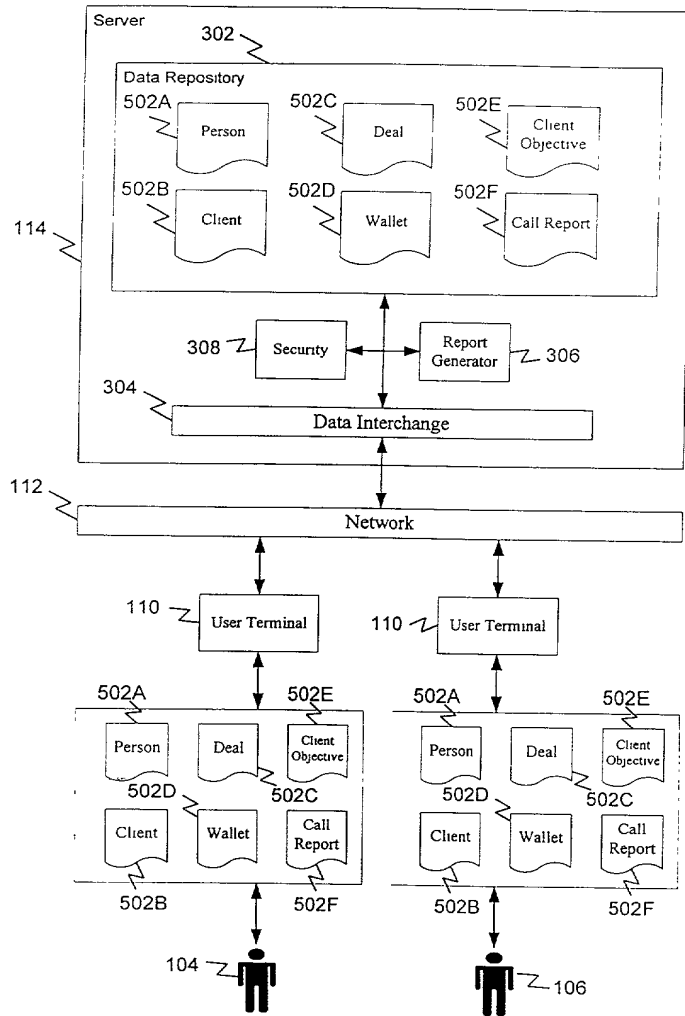 Server
302
Data Repository
502A
502C
502E
Person
Deal
Client
Objective
502B
502D
502F
Client
Wallet
Call Report
114
308
Security
Report
Generator
306
304
Data Interchange
112
Network
110
User Terminal
110
User Terminal
502A
502E
Person
Deal
Client
Objective
502D
502C
Client
Wallet
Call
Report
502B
502F
502A
502E
Person
Deal
Client
Objective
502D
502C
Client
Wallet
Call
Report
502B
502F
104
106